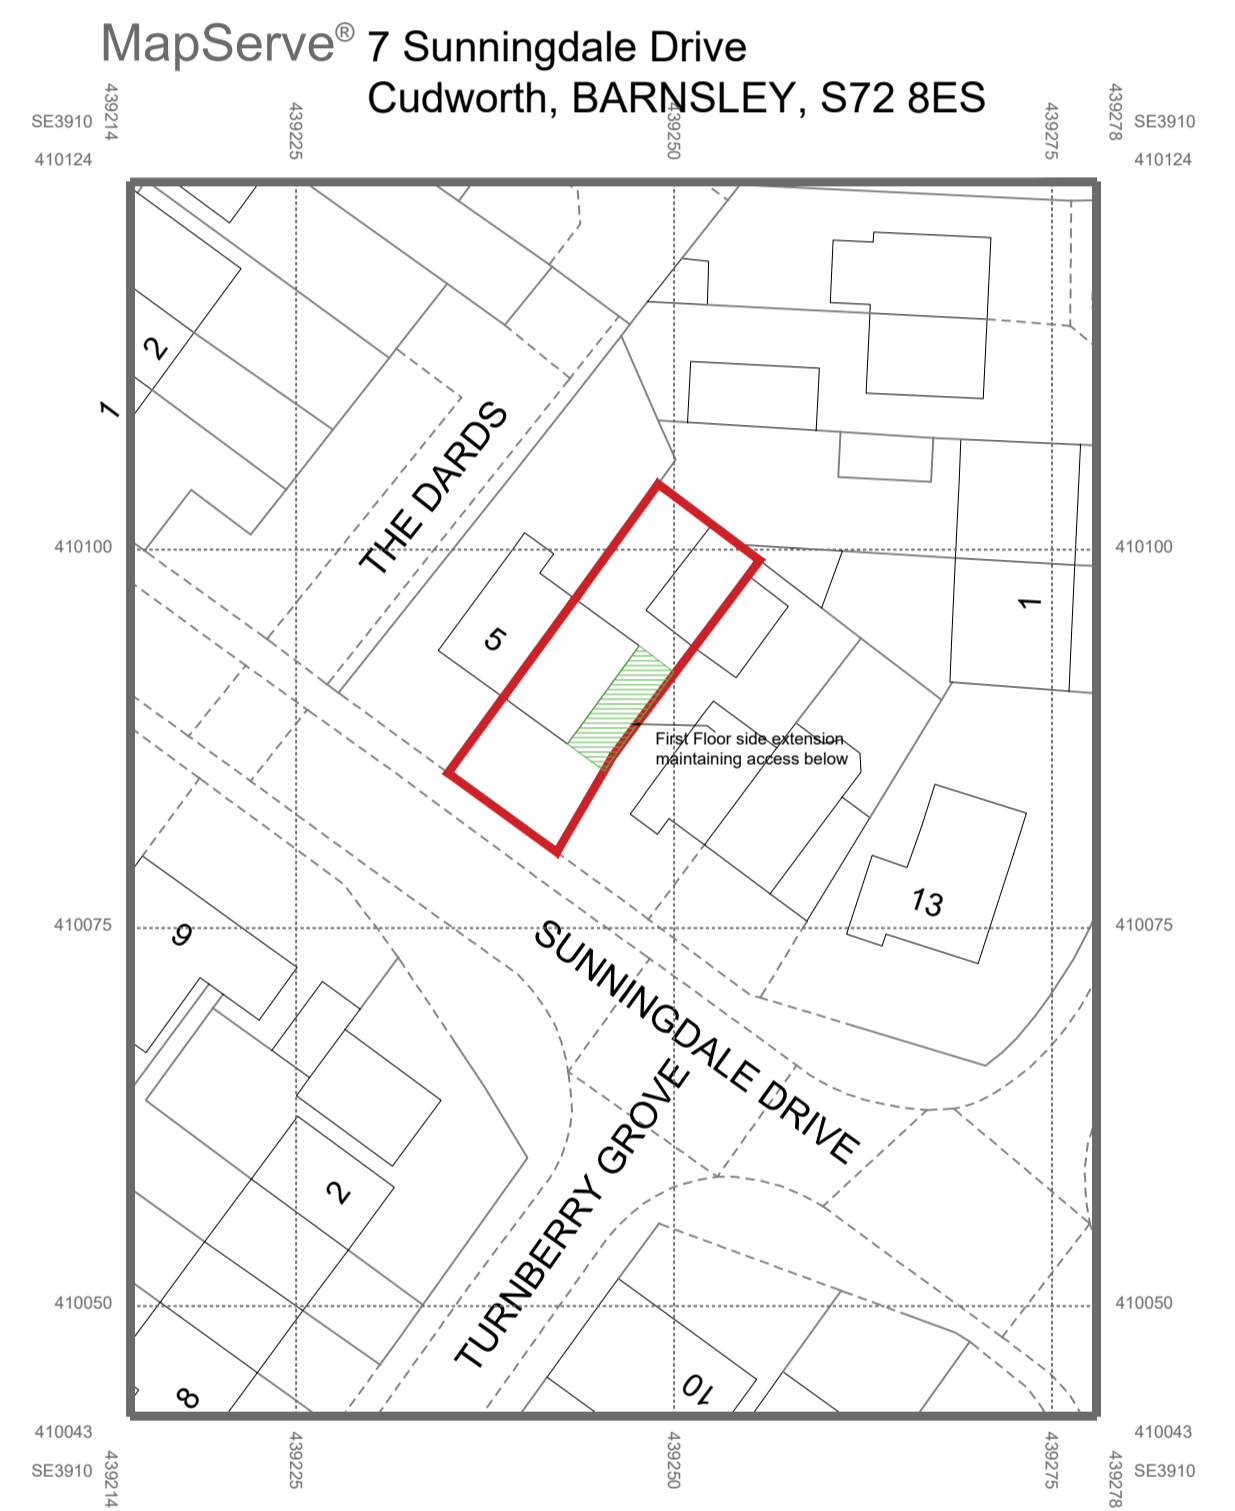 MapServe® 7 Sunningdale Drive
Cudworth, BARNSLEY, S72 8ES
SE3910
439214
439225
439250
439275
439278
SE3910
410124
410124
2
1
THE DARDS
410100
410100
5
1
First Floor side extension
maintaining access below
13
410075
410075
9
SUNNINGDALE DRIVE
TURNBERRY GROVE
2
410050
410050
8
10
410043
410043
SE3910
439214
439225
439250
439275
439278
SE3910